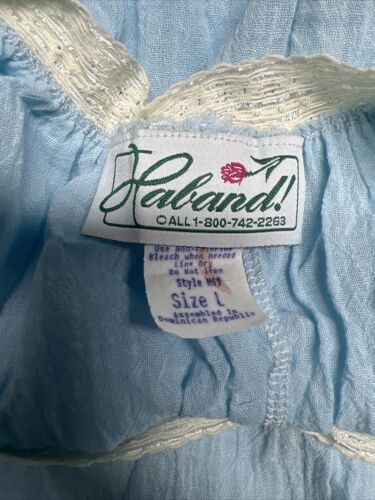 Haband!
CALL 1-800-742-2263
Use Non-Chlorine
Bleach when needed
Line Dry
Do Not Iron
Style M69
Size L
Assembled In
Dominican Republic